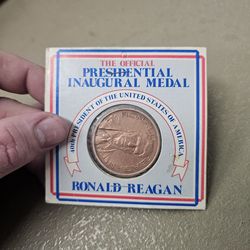 THE OFFICIAL
PRESIDENTIAL
INAUGURAL MEDAL
40th PRESIDENT OF THE UNITED STATES OF AMERICA
RONALD REAGAN